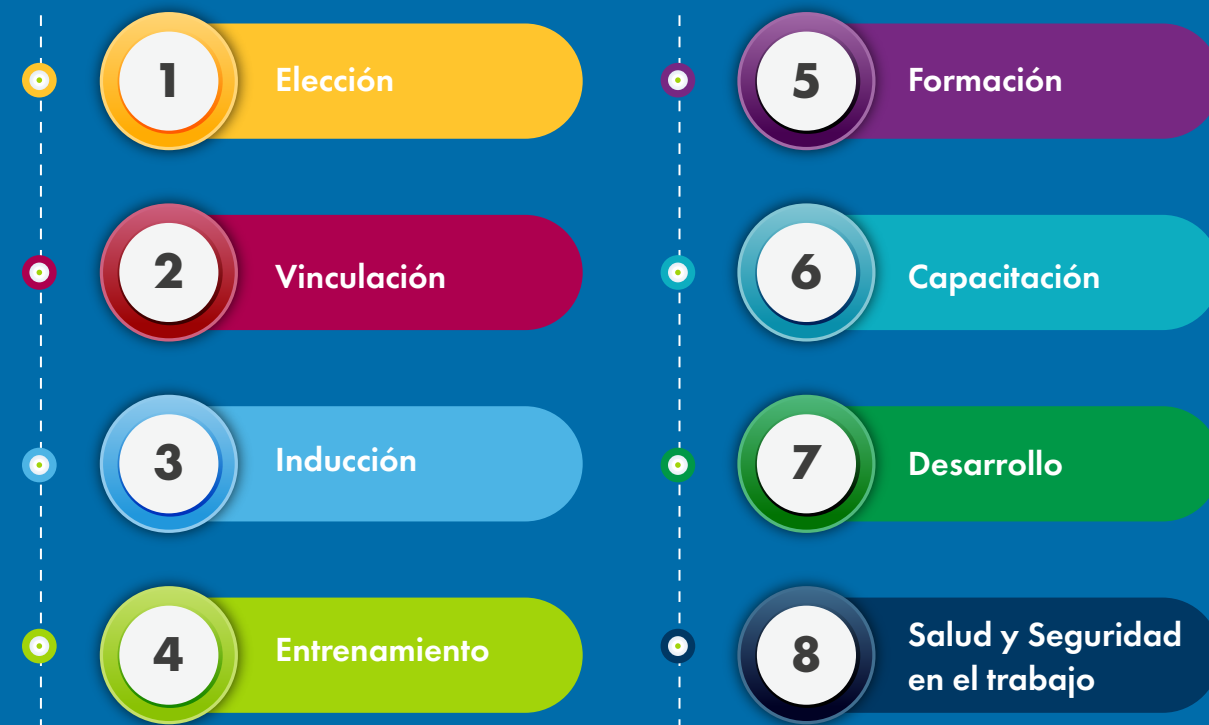 1
Elección
2
Vinculación
3
Inducción
4
Entrenamiento
5
Formación
6
Capacitación
7
Desarrollo
8
Salud y Seguridad
en el trabajo